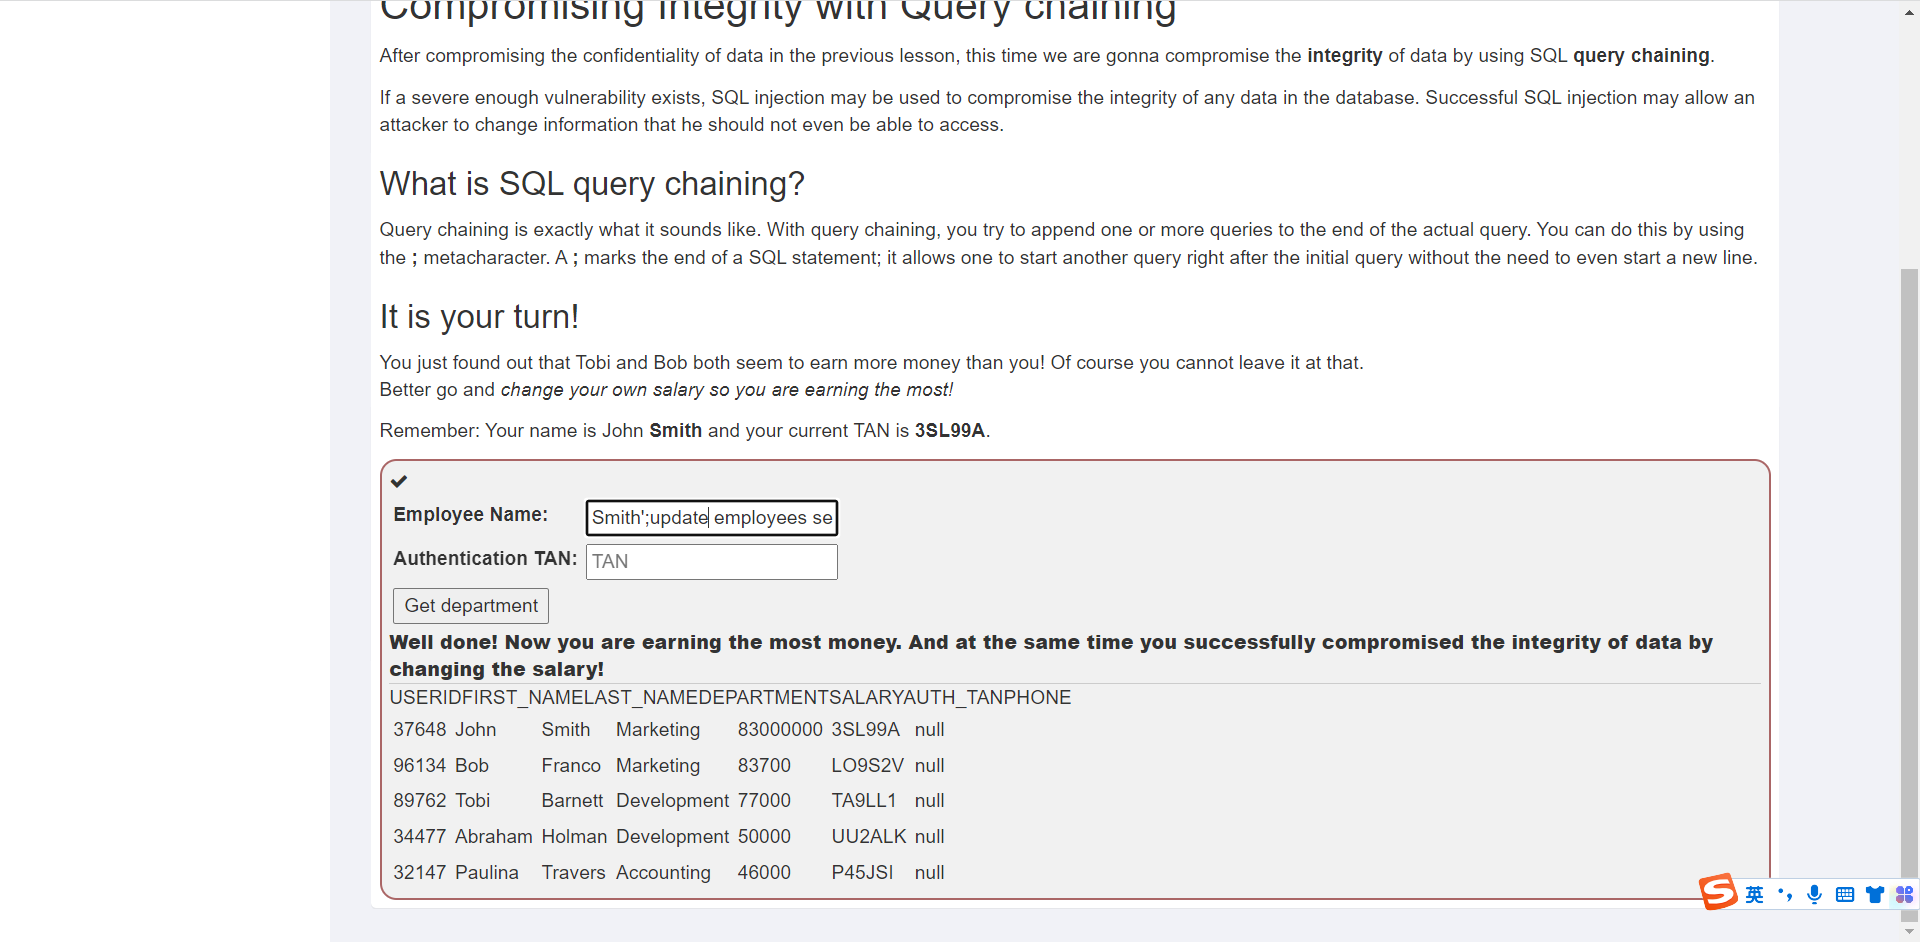 Compromising Integrity with Query chaining
After compromising the confidentiality of data in the previous lesson, this time we are gonna compromise the integrity of data by using SQL query chaining.
If a severe enough vulnerability exists, SQL injection may be used to compromise the integrity of any data in the database. Successful SQL injection may allow an
attacker to change information that he should not even be able to access.
What is SQL query chaining?
Query chaining is exactly what it sounds like. With query chaining, you try to append one or more queries to the end of the actual query. You can do this by using
the ; metacharacter. A ; marks the end of a SQL statement; it allows one to start another query right after the initial query without the need to even start a new line.
It is your turn!
You just found out that Tobi and Bob both seem to earn more money than you! Of course you cannot leave it at that.
Better go and change your own salary so you are earning the most!
Remember: Your name is John Smith and your current TAN is 3SL99A.
Employee Name: Smith';update employees se
Authentication TAN: TAN
Get department
Well done! Now you are earning the most money. And at the same time you successfully compromised the integrity of data by
changing the salary!
USERIDFIRST_NAMELAST_NAMEDEPARTMENTSALARYAUTH_TANPHONE
37648 John Smith Marketing 83000000 3SL99A null
96134 Bob Franco Marketing 83700 LO9S2V null
89762 Tobi Barnett Development 77000 TA9LL1 null
34477 Abraham Holman Development 50000 UU2ALK null
32147 Paulina Travers Accounting 46000 P45JSI null
英